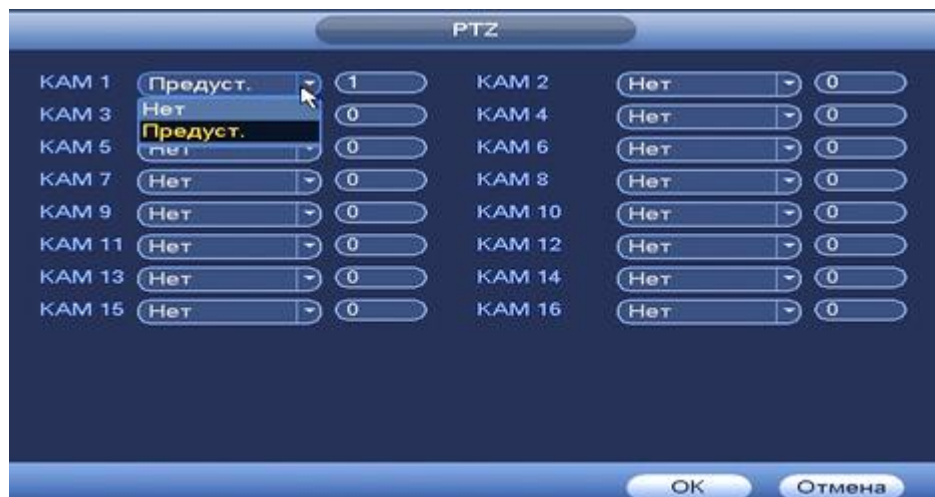 PTZ
КАМ 1 Предуст. 1 КАМ 2 Нет 0
Нет
КАМ 3 0 КАМ 4 Нет 0
Предуст.
КАМ 5 Нет 0 КАМ 6 Нет 0
КАМ 7 Нет 0 КАМ 8 Нет 0
КАМ 9 Нет 0 КАМ 10 Нет 0
КАМ 11 Нет 0 КАМ 12 Нет 0
КАМ 13 Нет 0 КАМ 14 Нет 0
КАМ 15 Нет 0 КАМ 16 Нет 0
ОК Отмена